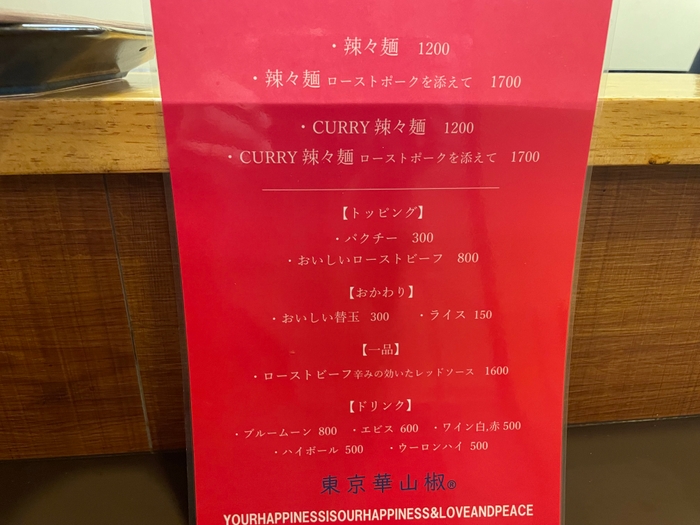 ・辣々麺 1200
・辣々麺 ローストポークを添えて 1700
・CURRY 辣々麺 1200
・CURRY 辣々麺 ローストポークを添えて 1700
【トッピング】
・パクチー 300
・おいしいローストビーフ 800
【おかわり】
・おいしい替玉 300 ・ライス 150
【一品】
・ローストビーフ辛みの効いたレッドソース 1600
【ドリンク】
・ブルームーン 800 ・エビス 600 ・ワイン白,赤 500
・ハイボール 500 ・ウーロンハイ 500
東京華山椒®
YOURHAPPINESSISOURHAPPINESS&LOVEANDPEACE